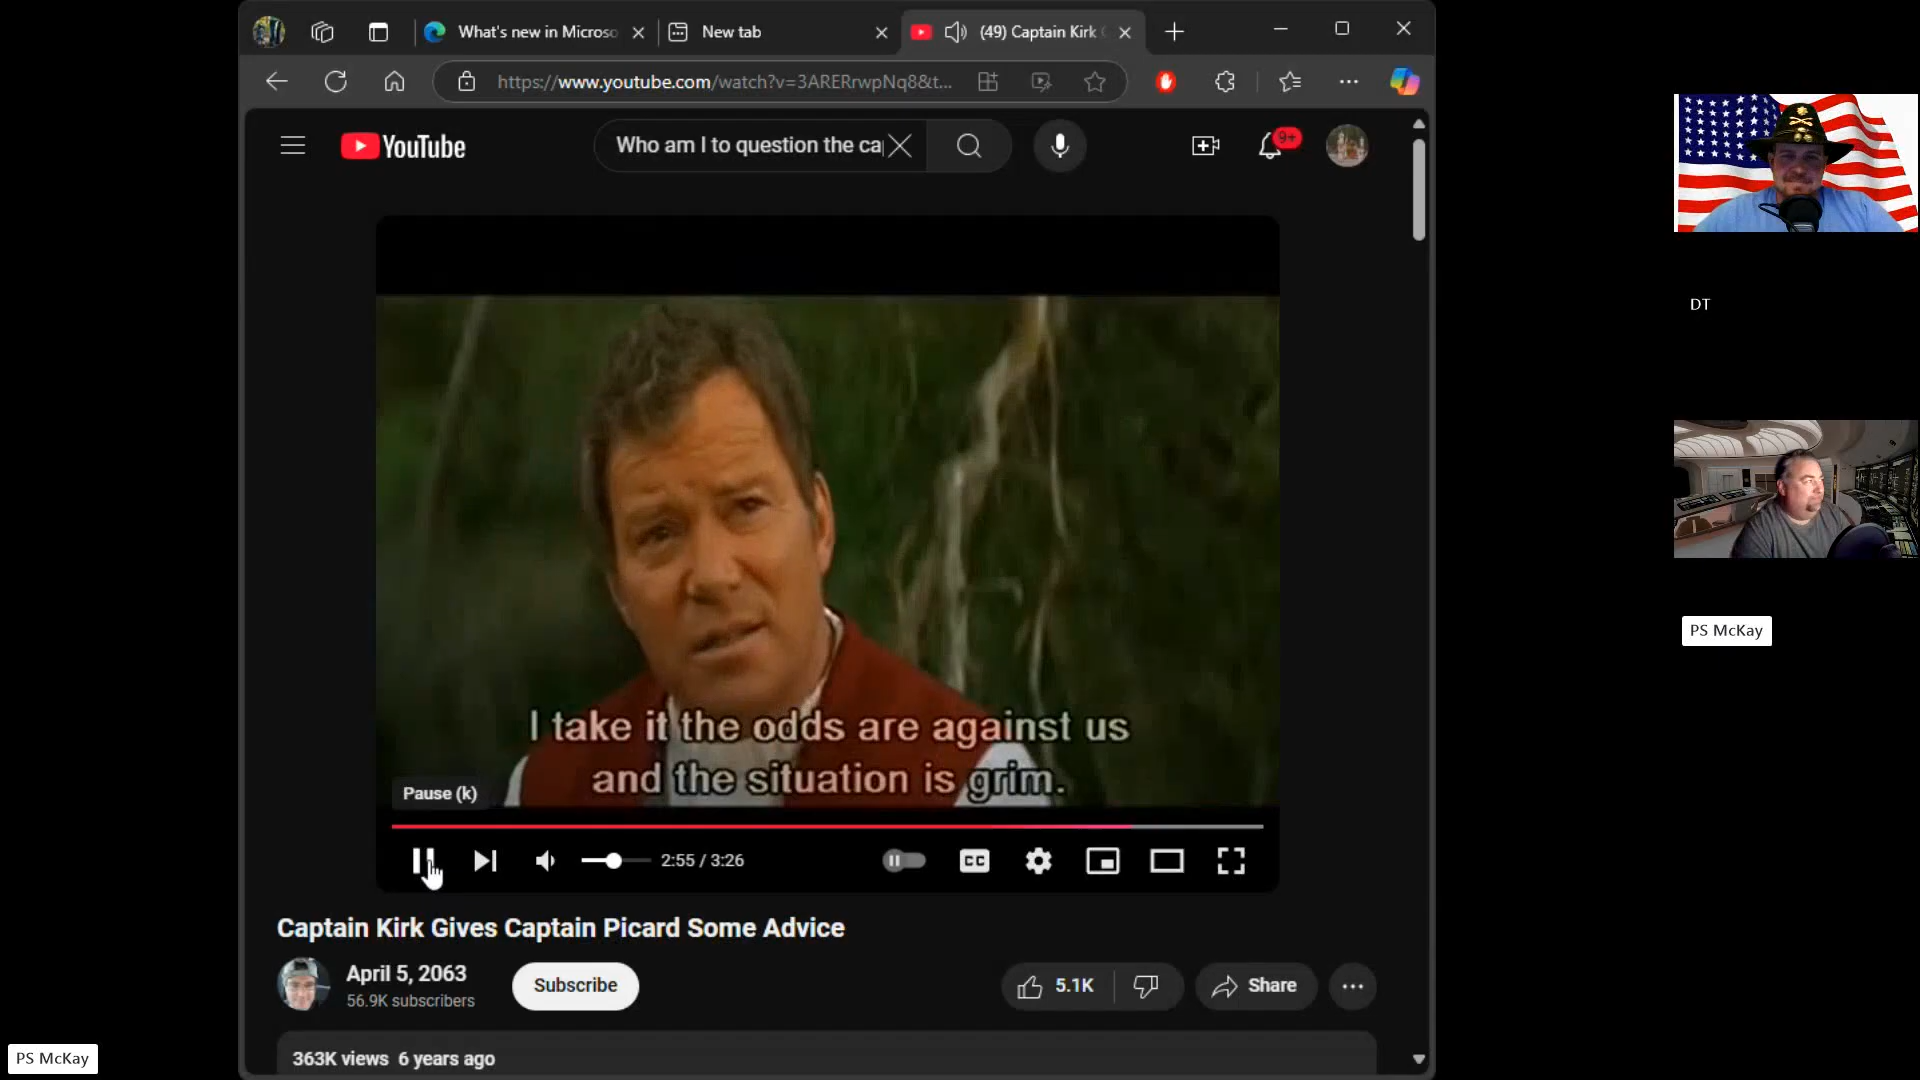 What's new in Microso
New tab
(49) Captain Kirk
https://www.youtube.com/watch?v=3ARERrwpNq8&t...
YouTube
Who am I to question the ca
9+
DT
I take it the odds are against us
and the situation is grim.
Pause (k)
2:55 / 3:26
CC
PS McKay
Captain Kirk Gives Captain Picard Some Advice
April 5, 2063
56.9K subscribers
Subscribe
5.1K
Share
363K views 6 years ago
PS McKay